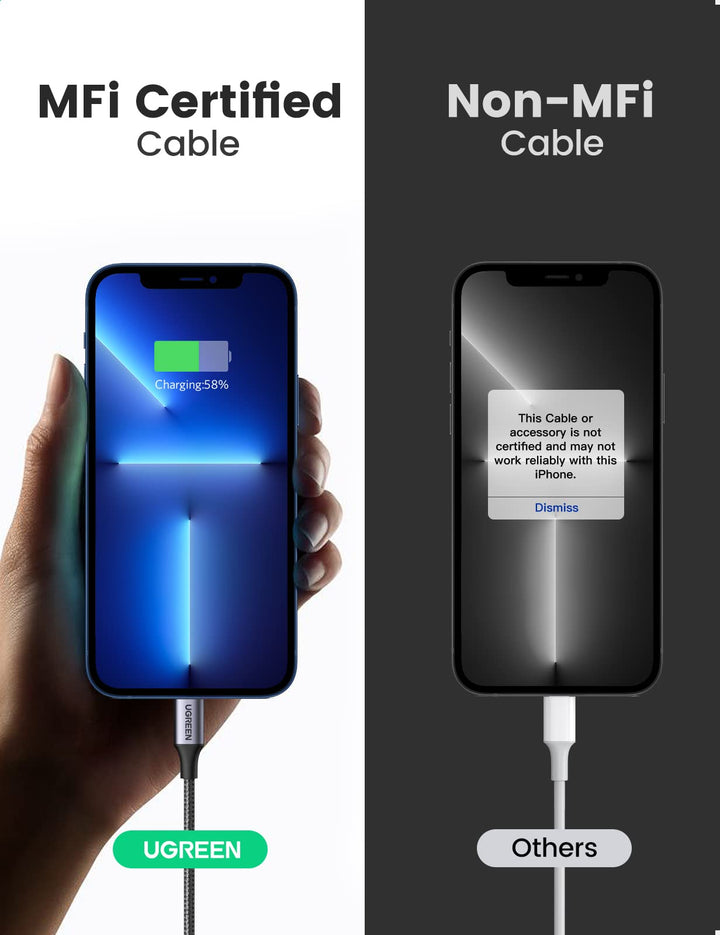 MFi Certified
Cable
Non-MFi
Cable
Charging:58%
This Cable or
accessory is not
certified and may not
work reliably with this
iPhone.
Dismiss
UGREEN
UGREEN
Others